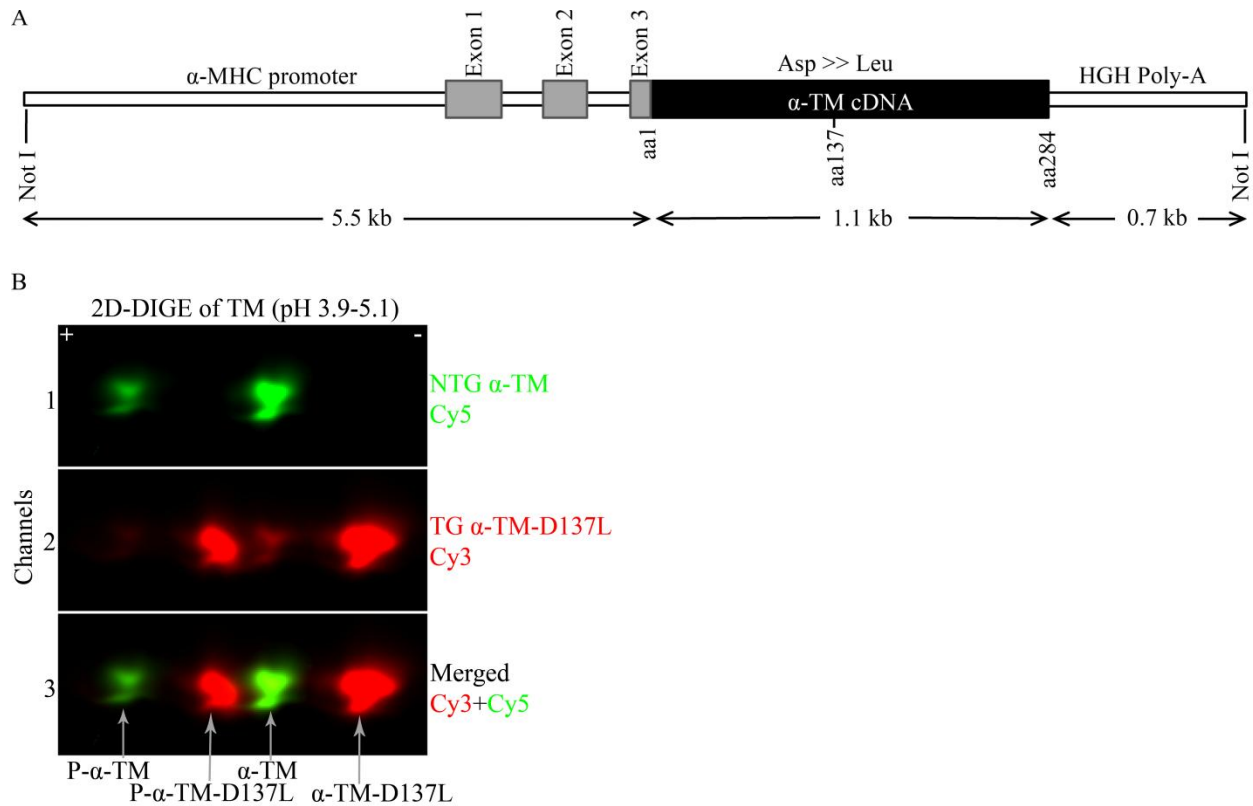 A
Exon 1
Exon 2
Exon 3
α-MHC promoter
Asp >> Leu
HGH Poly-A
α-TM cDNA
Not I
aa1
aa137
aa284
Not I
5.5 kb
1.1 kb
0.7 kb
B
2D-DIGE of TM (pH 3.9-5.1)
+ -
Channels
1
NTG α-TM
Cy5
2
TG α-TM-D137L
Cy3
3
Merged
Cy3+Cy5
P-α-TM
α-TM
P-α-TM-D137L
α-TM-D137L